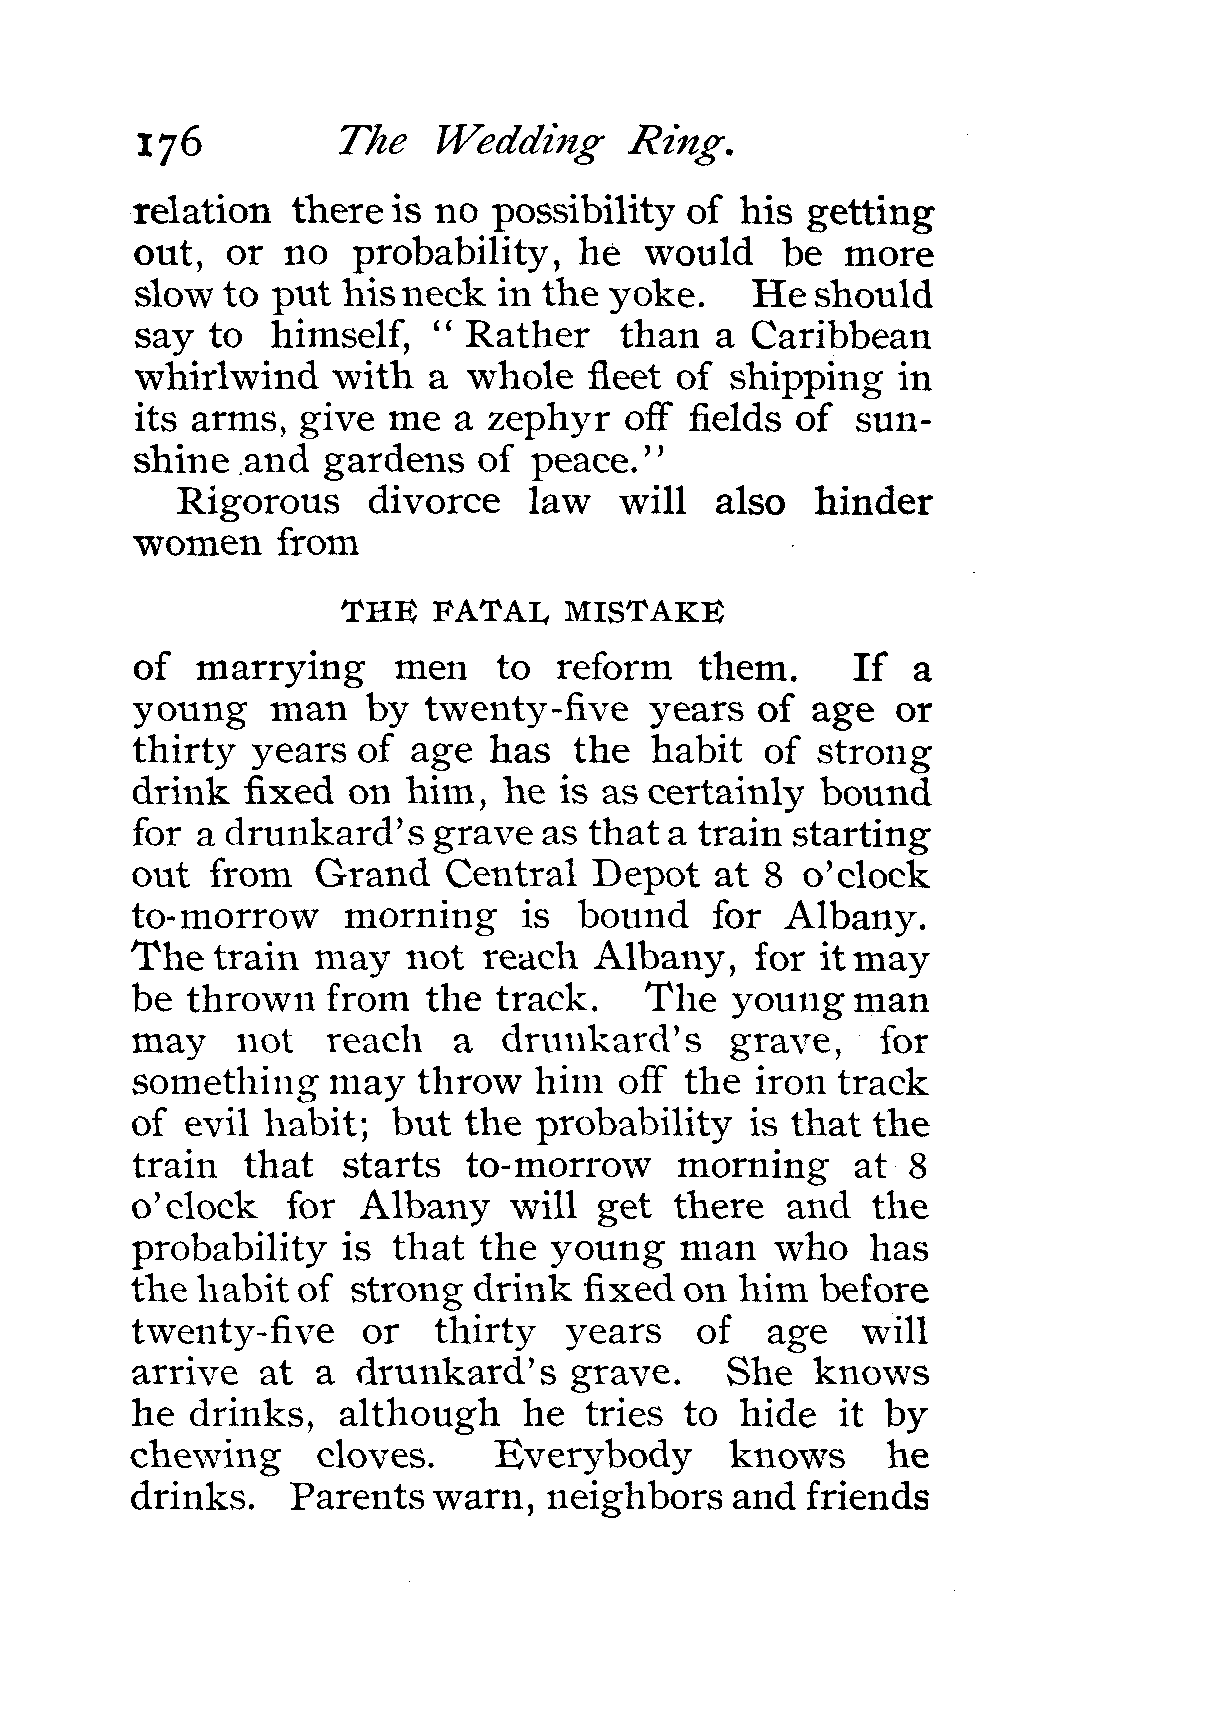 176 The Wedding Ring.
relation there is no possibility of his getting
out, or no probability, he would be more
slow to put his neck in the yoke. He should
say to himself, " Rather than a Caribbean
whirlwind with a whole fleet of shipping in
its arms, give me a zephyr off fields of sun-
shine and gardens of peace."
Rigorous divorce law will also hinder
women from
THE FATAL MISTAKE
of marrying men to reform them. If a
young man by twenty-five years of age or
thirty years of age has the habit of strong
drink fixed on him, he is as certainly bound
for a drunkard's grave as that a train starting
out from Grand Central Depot at 8 o'clock
to-morrow morning is bound for Albany.
The train may not reach Albany, for it may
be thrown from the track. The young man
may not reach a drunkard's grave, for
something may throw him off the iron track
of evil habit; but the probability is that the
train that starts to-morrow morning at 8
o'clock for Albany will get there and the
probability is that the young man who has
the habit of strong drink fixed on him before
twenty-five or thirty years of age will
arrive at a drunkard's grave. She knows
he drinks, although he tries to hide it by
chewing cloves. Everybody knows he
drinks. Parents warn, neighbors and friends